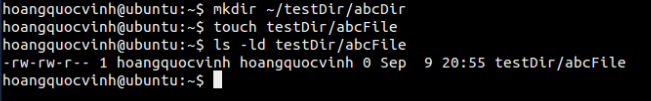 hoangquocvinh@ubuntu:~$ mkdir ~/testDir/abcDir
hoangquocvinh@ubuntu:~$ touch testDir/abcFile
hoangquocvinh@ubuntu:~$ ls -ld testDir/abcFile
-rw-rw-r-- 1 hoangquocvinh hoangquocvinh 0 Sep  9 20:55 testDir/abcFile
hoangquocvinh@ubuntu:~$